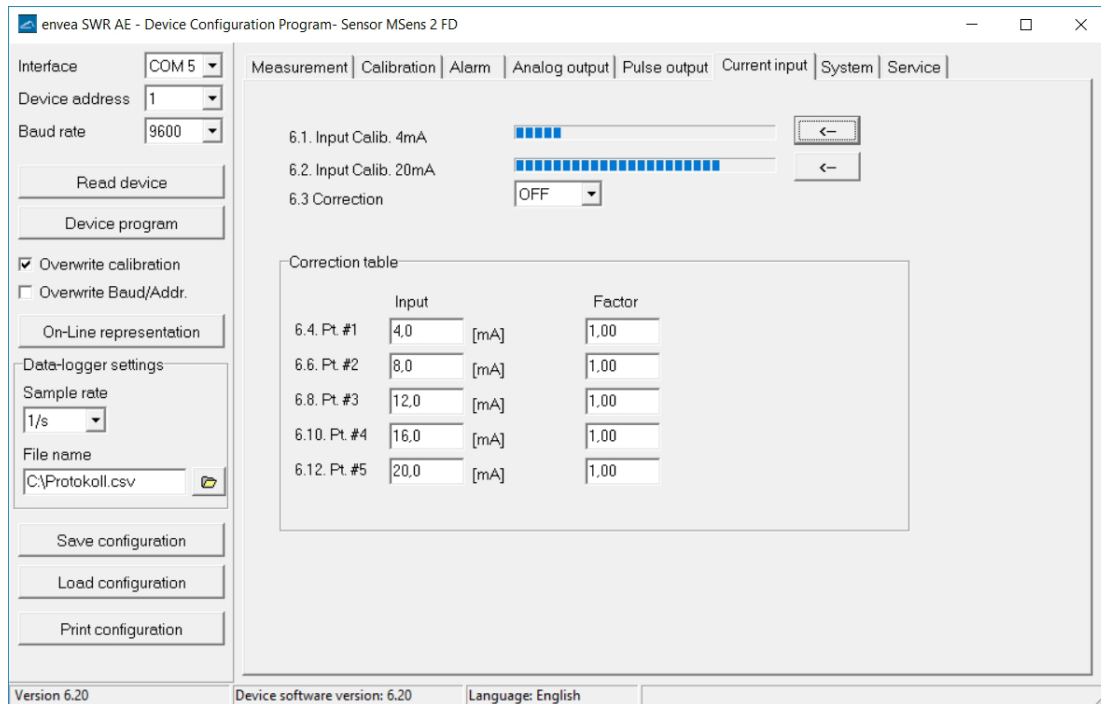 envea SWR AE - Device Configuration Program- Sensor MSens 2 FD
Interface COM 5
Device address 1
Baud rate 9600
Read device
Device program
Overwrite calibration
Overwrite Baud/Addr.
On-Line representation
Data-logger settings
Sample rate
1/s
File name
C:\Protokoll.csv
Save configuration
Load configuration
Print configuration
Measurement Calibration Alarm Analog output Pulse output Current input System Service
6.1. Input Calib. 4mA <--
6.2. Input Calib. 20mA <--
6.3 Correction OFF
Correction table
Input Factor
6.4. Pt. #1 4,0 [mA] 1,00
6.6. Pt. #2 8,0 [mA] 1,00
6.8. Pt. #3 12,0 [mA] 1,00
6.10. Pt. #4 16,0 [mA] 1,00
6.12. Pt. #5 20,0 [mA] 1,00
Version 6.20 Device software version: 6.20 Language: English